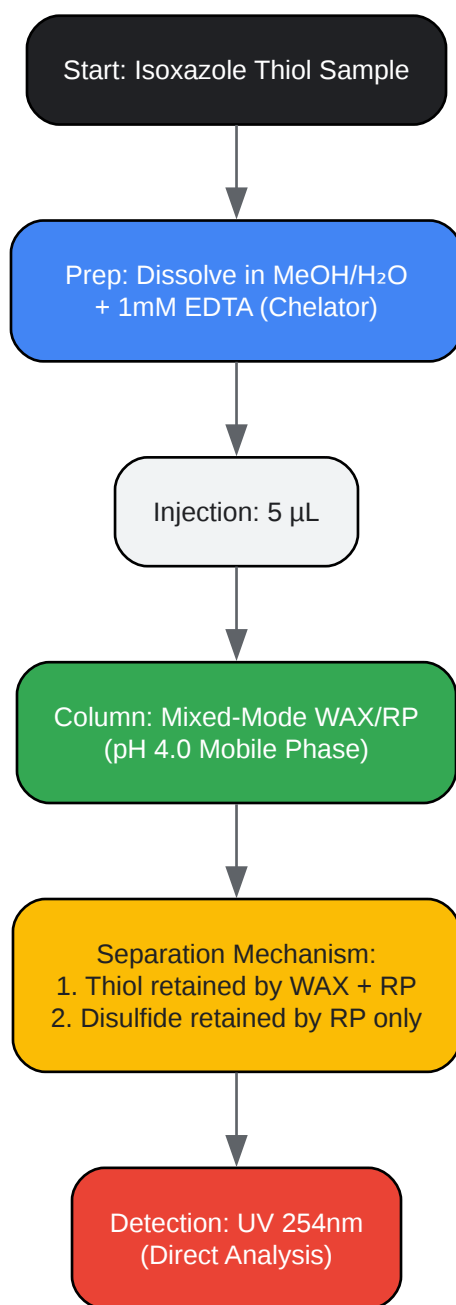 Start: Isoxazole Thiol Sample
Prep: Dissolve in MeOH/H₂O
+ 1mM EDTA (Chelator)
Injection: 5 µL
Column: Mixed-Mode WAX/RP
(pH 4.0 Mobile Phase)
Separation Mechanism:
1. Thiol retained by WAX + RP
2. Disulfide retained by RP only
Detection: UV 254nm
(Direct Analysis)